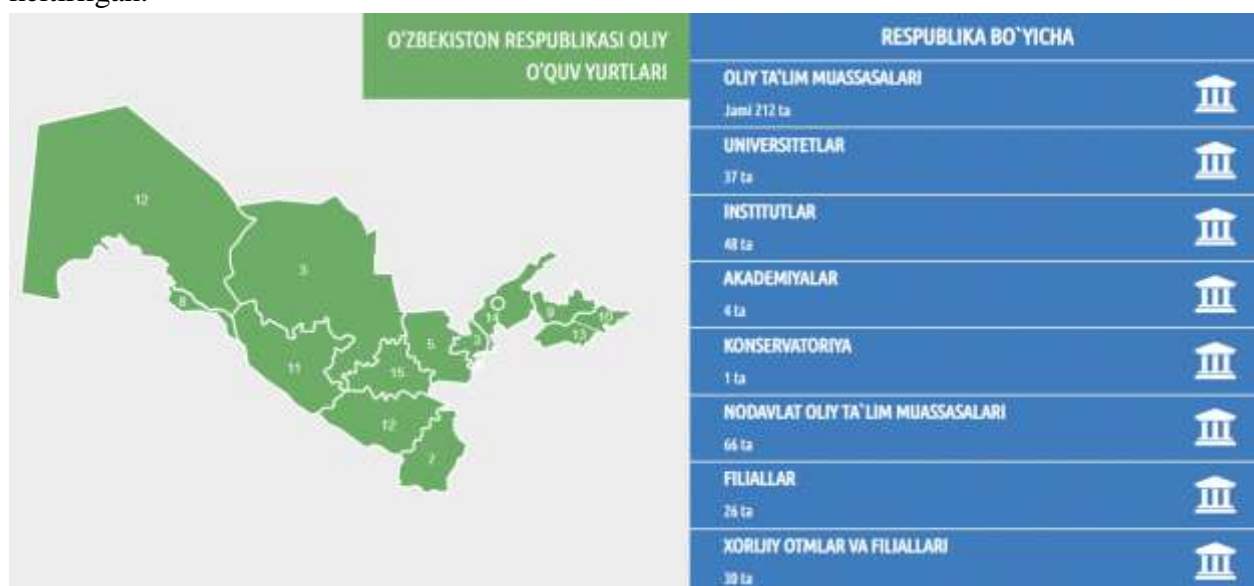 O'ZBEKISTON RESPUBLIKASI OLIY
O'QUV YURTLARI
12
3
8
11
15
5
3
14
9
10
13
12
7
RESPUBLIKA BO`YICHA
OLIY TA'LIM MUASSASALARI
Jami 212 ta
UNIVERSITETLAR
37 ta
INSTITUTLAR
48 ta
AKADEMIYALAR
4 ta
KONSERVATORIYA
1 ta
NODAVLAT OLIY TA`LIM MUASSASALARI
66 ta
FILIALLAR
26 ta
XORIJIY OTMLAR VA FILIALLARI
30 ta